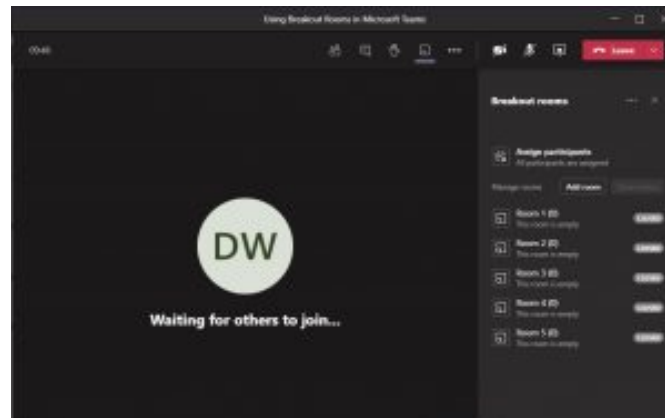 Using Breakout Rooms in Microsoft Teams
Leave
Breakout rooms
Assign participants
All participants are assigned
Manage rooms Add room
Room 1 (0)
This room is empty
Room 2 (0)
This room is empty
Room 3 (0)
This room is empty
Room 4 (0)
This room is empty
Room 5 (0)
This room is empty
DW
Waiting for others to join...